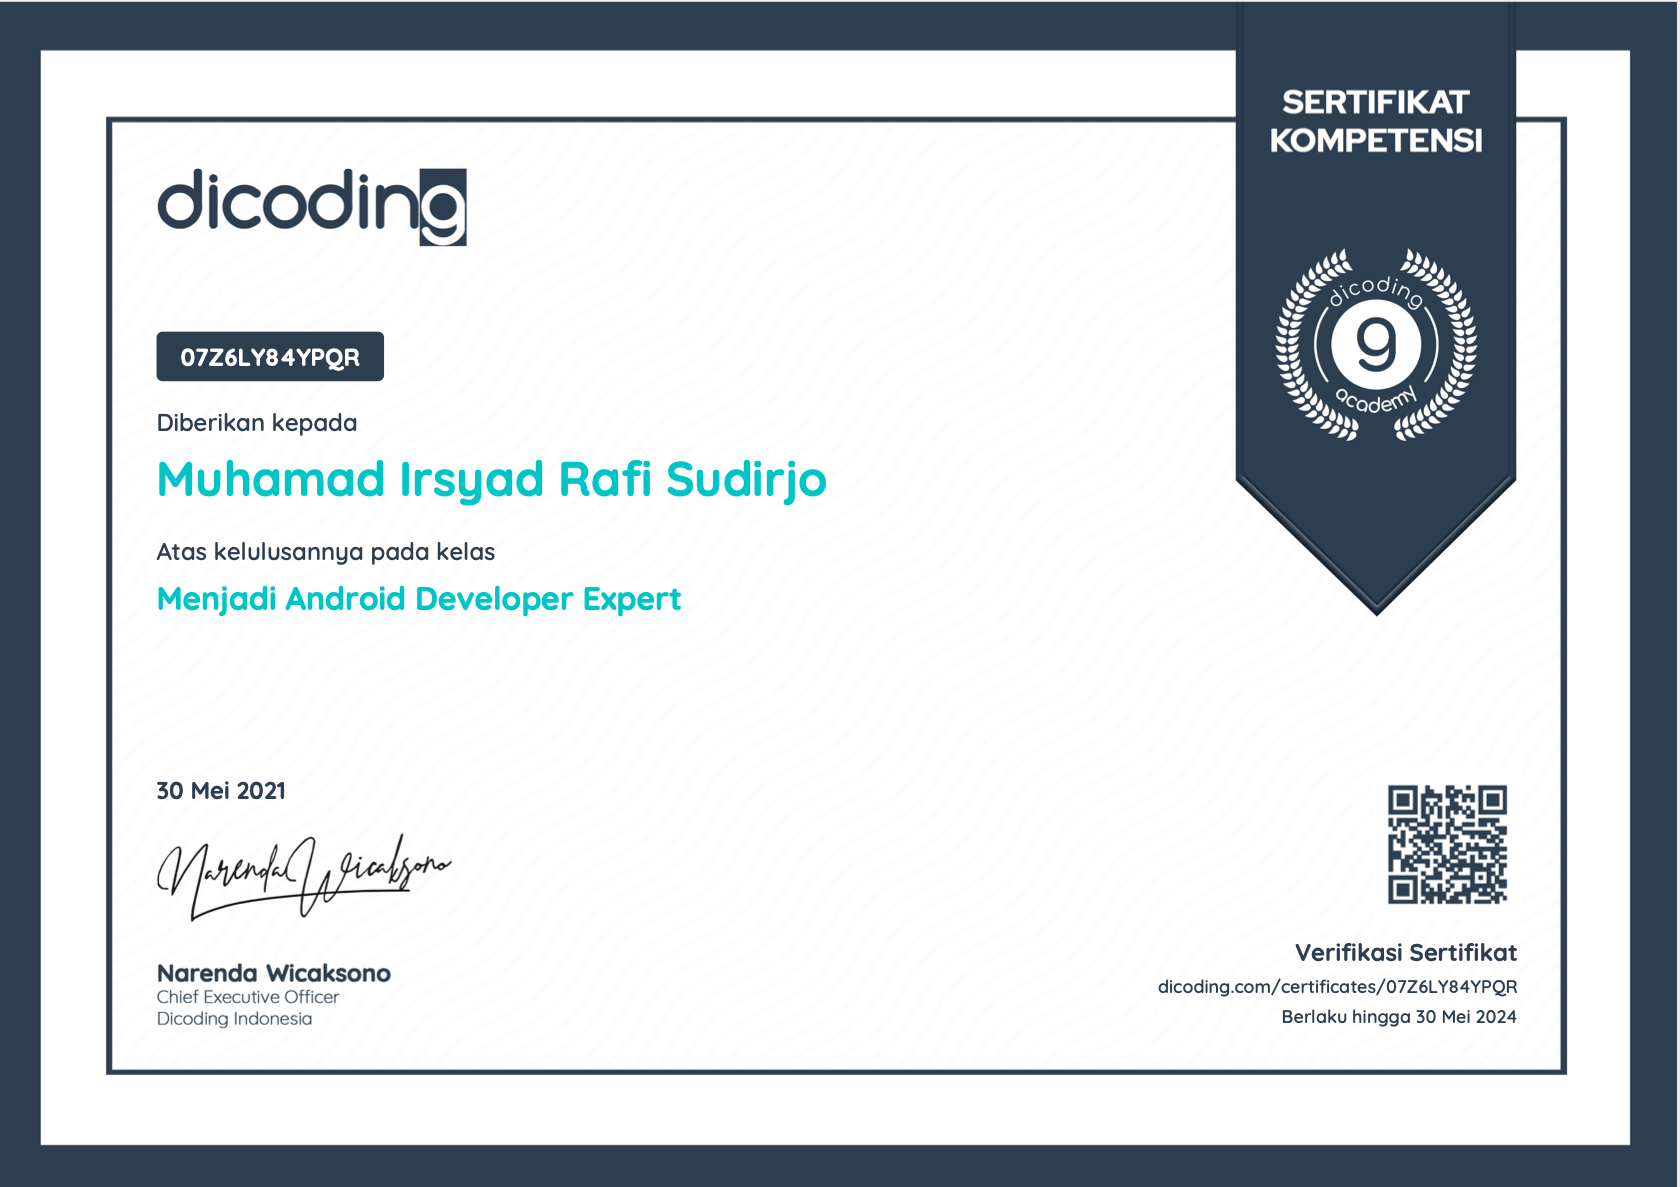 SERTIFIKAT
KOMPETENSI
dicoding
dicoding
g
academy
07Z6LY84YPQR
Diberikan kepada
Muhamad Irsyad Rafi Sudirjo
Atas kelulusannya pada kelas
Menjadi Android Developer Expert
30 Mei 2021
Narenda Wicaksono
Narenda Wicaksono
Chief Executive Officer
Dicoding Indonesia
Verifikasi Sertifikat
dicoding.com/certificates/07Z6LY84YPQR
Berlaku hingga 30 Mei 2024